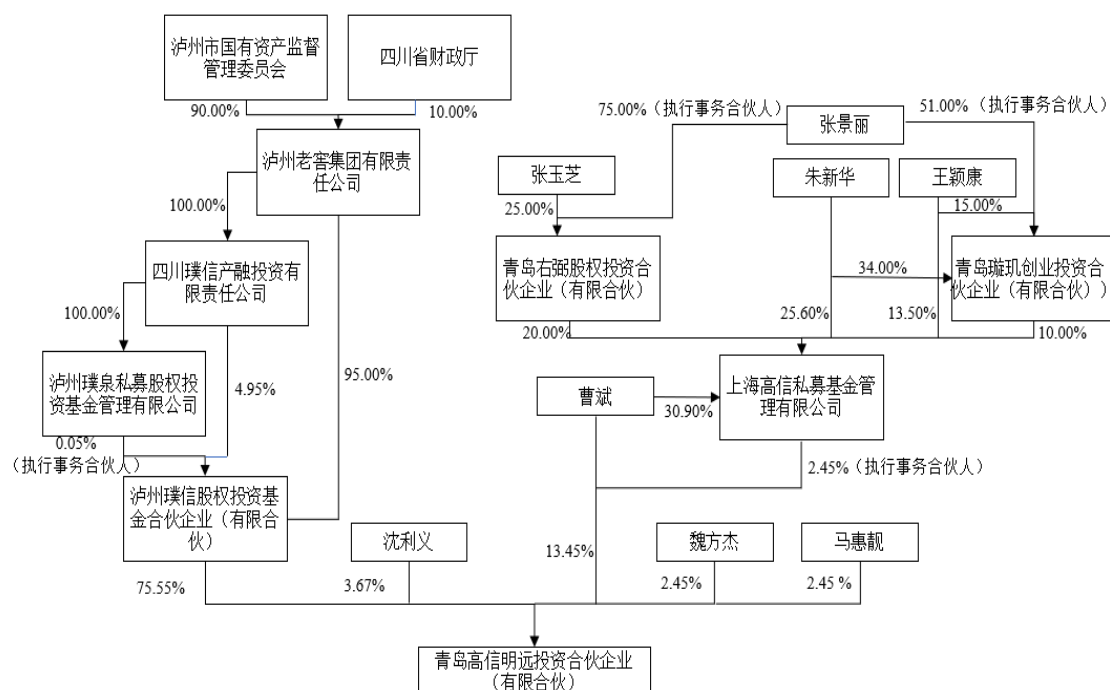 泸州市国有资产监督
管理委员会
四川省财政厅
90.00%
10.00%
75.00%（执行事务合伙人）
51.00%（执行事务合伙人）
张景丽
泸州老窖集团有限责
任公司
张玉芝
朱新华
王颖康
100.00%
25.00%
15.00%
四川璞信产融投资有
限责任公司
青岛右弼股权投资合
伙企业（有限合伙）
34.00%
青岛璇玑创业投资合
伙企业（有限合伙））
100.00%
20.00%
25.60%
13.50%
10.00%
泸州璞泉私募股权投
资基金管理有限公司
4.95%
95.00%
曹斌
30.90%
上海高信私募基金管
理有限公司
0.05%
（执行事务合伙人）
2.45%（执行事务合伙人）
泸州璞信股权投资基
金合伙企业（有限合
伙）
沈利义
魏方杰
马惠靓
75.55%
3.67%
13.45%
2.45%
2.45 %
青岛高信明远投资合伙企业
（有限合伙）